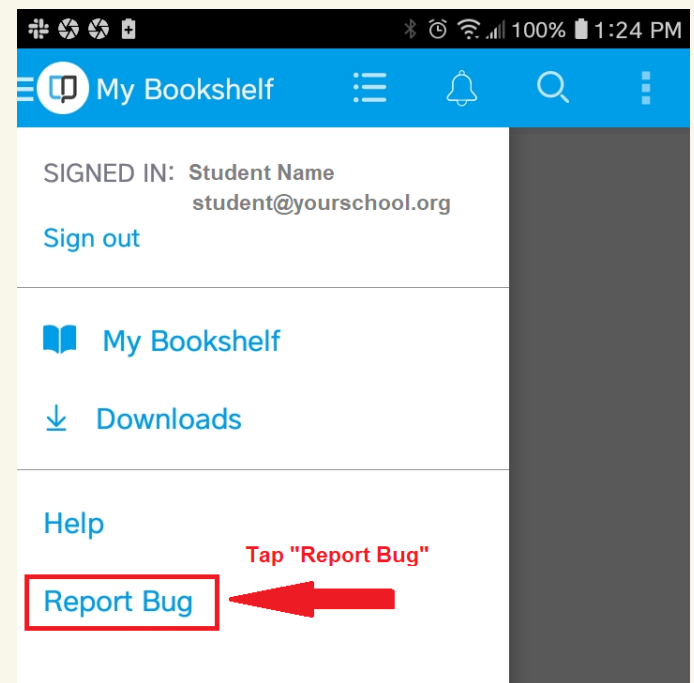 100% 1:24 PM
My Bookshelf
SIGNED IN: Student Name
student@yourschool.org
Sign out
My Bookshelf
Downloads
Help
Tap "Report Bug"
Report Bug